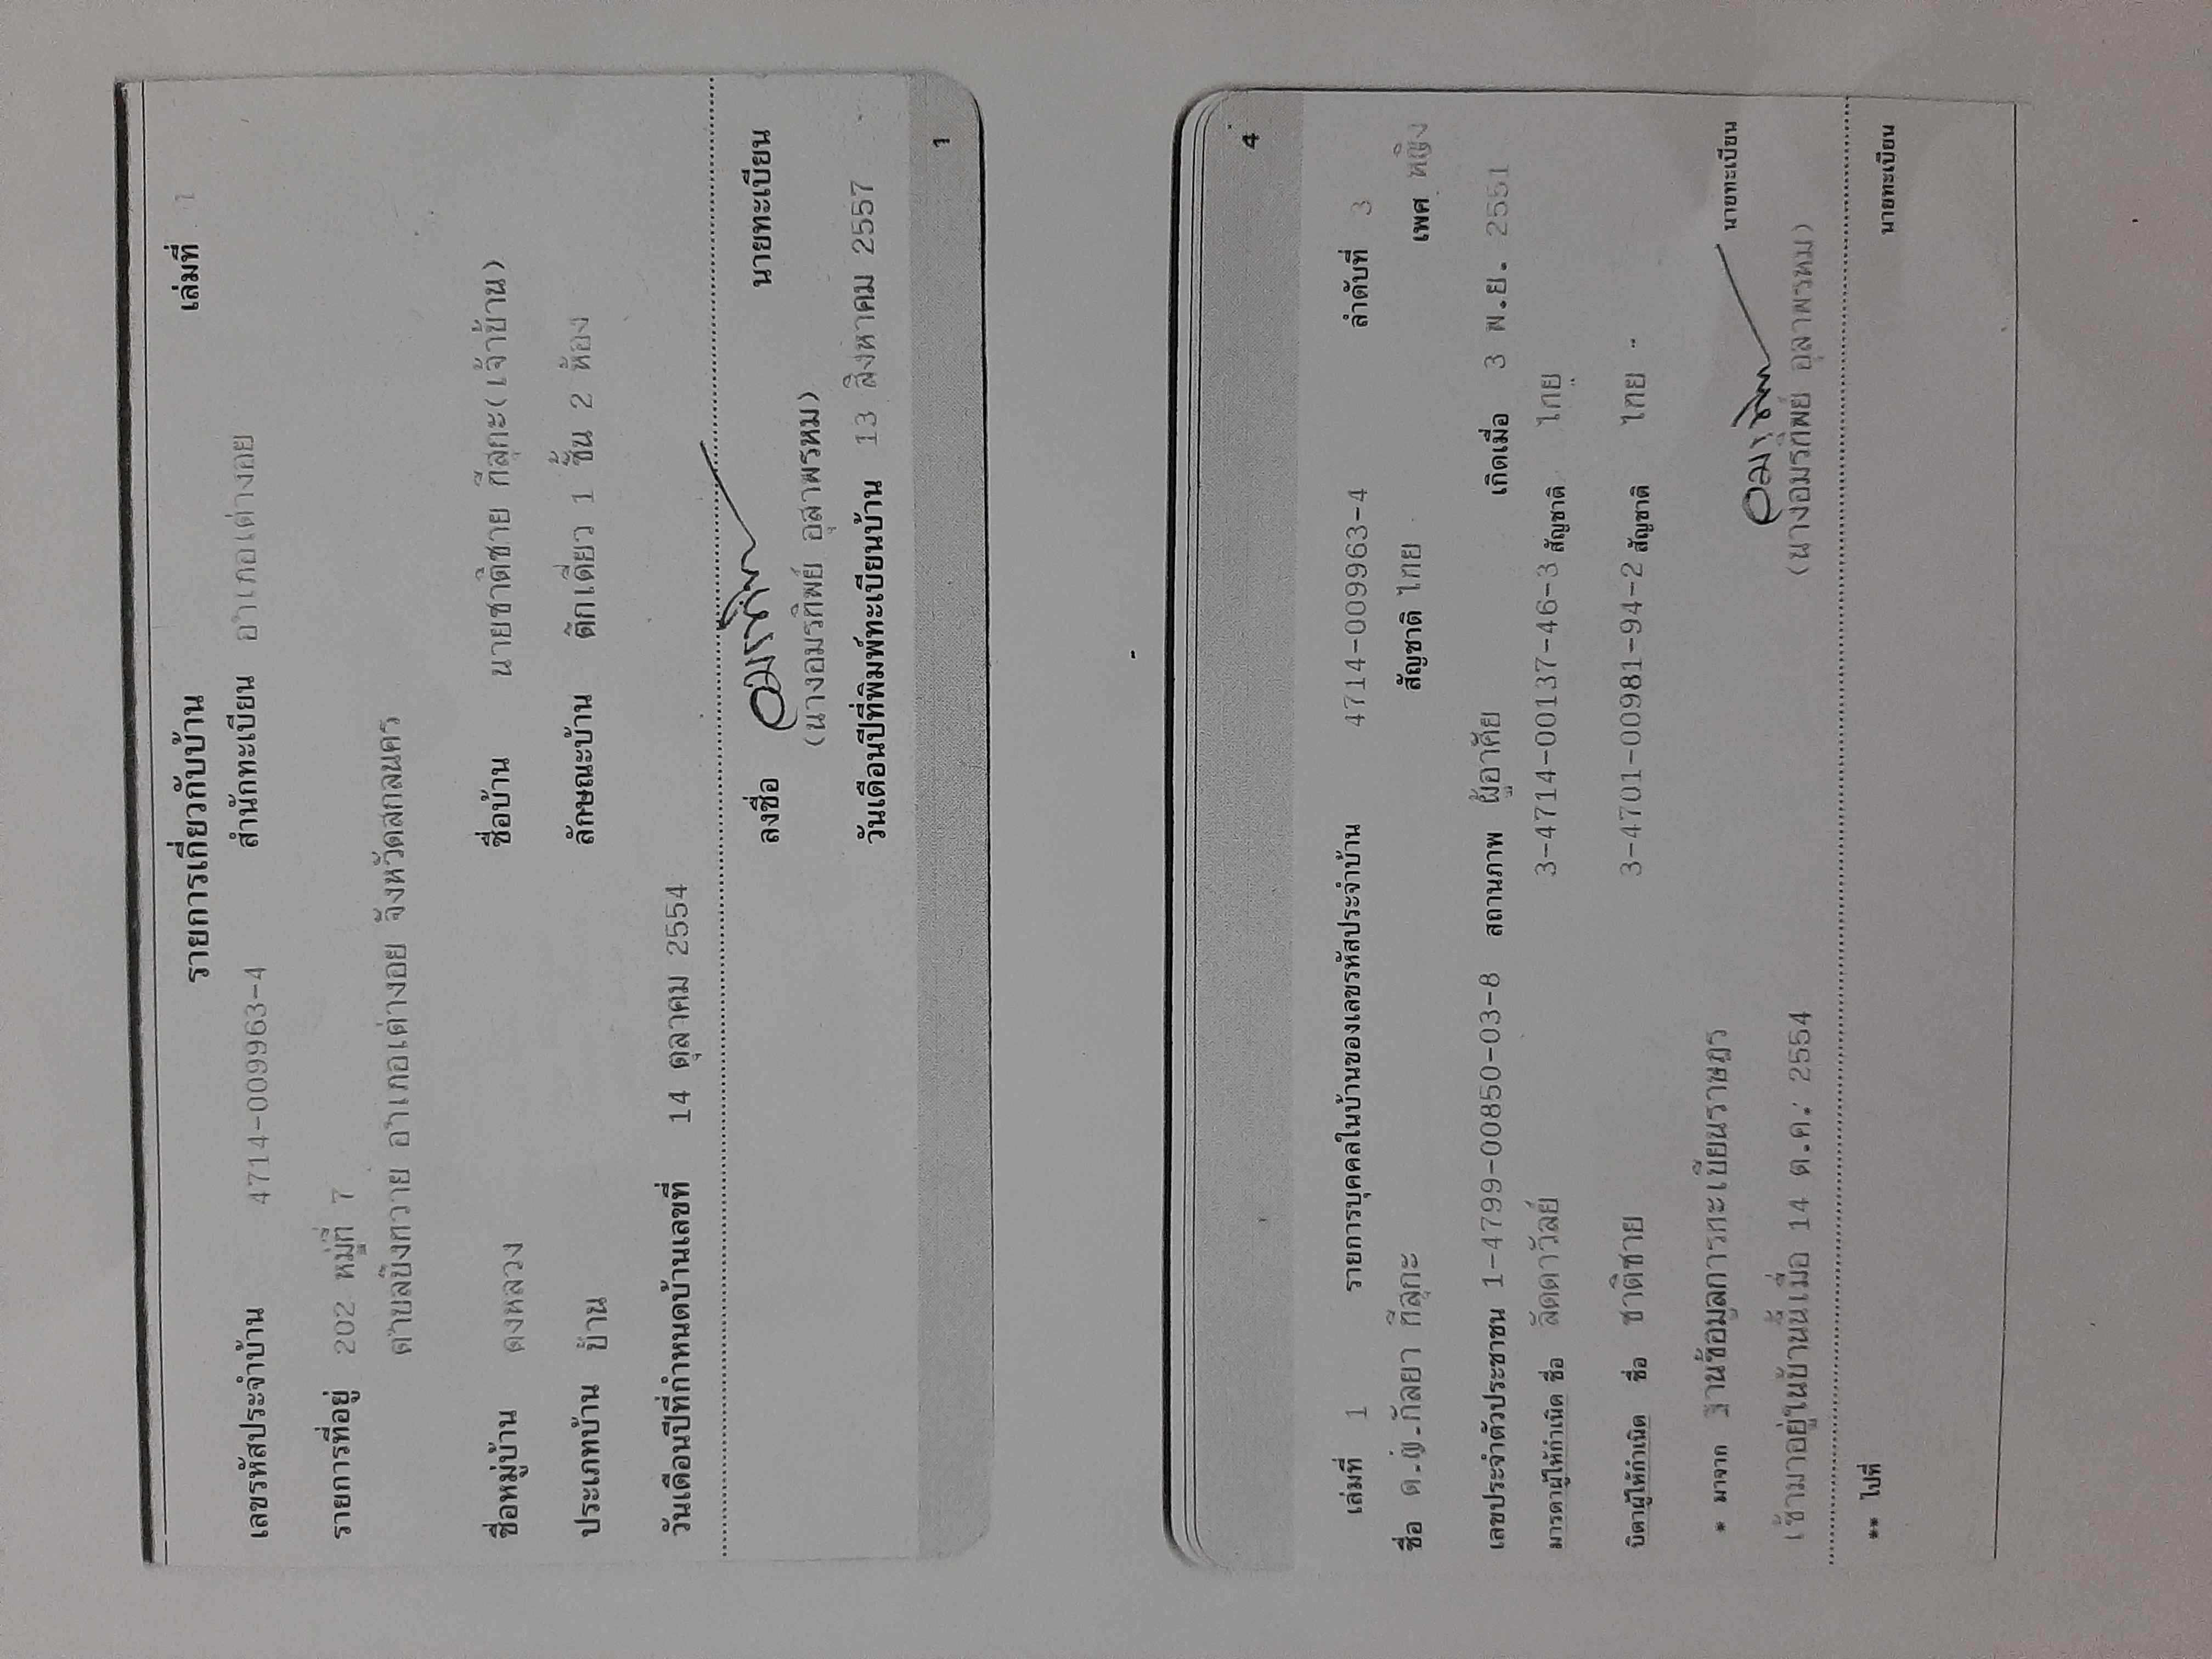 รายการเกี่ยวกับบ้าน เล่มที่ 1
เลขรหัสประจำบ้าน 4714-009963-4 สำนักทะเบียน อำเภอเต่างอย
รายการที่อยู่ 202 หมู่ที่ 7
ตำบลบึงทวาย อำเภอเต่างอย จังหวัดสกลนคร
ชื่อหมู่บ้าน ดงหลวง ชื่อบ้าน นายชาติชาย ทีสุกะ(เจ้าบ้าน)
ประเภทบ้าน บ้าน ลักษณะบ้าน ตึกเดี่ยว 1 ชั้น 2 ห้อง
วันเดือนปีที่กำหนดบ้านเลขที่ 14 ตุลาคม 2554
ลงชื่อ นายทะเบียน
(นางอมรทิพย์ อุสาพรหม)
วันเดือนปีที่พิมพ์ทะเบียนบ้าน 13 สิงหาคม 2557
1
4
เล่มที่ 1 รายการบุคคลในบ้านของเลขรหัสประจำบ้าน 4714-009963-4 ลำดับที่ 3
ชื่อ ด.ญ.กัลยา ทีสุกะ สัญชาติ ไทย เพศ หญิง
เลขประจำตัวประชาชน 1-4799-00850-03-8 สถานภาพ ผู้อาศัย เกิดเมื่อ 3 พ.ย. 2551
มารดาผู้ให้กำเนิด ชื่อ ลัดดาวัลย์ 3-4714-00137-46-3 สัญชาติ ไทย
บิดาผู้ให้กำเนิด ชื่อ ชาติชาย 3-4701-00981-94-2 สัญชาติ ไทย
* มาจาก ฐานข้อมูลการทะเบียนราษฎร นายทะเบียน
เข้ามาอยู่ในบ้านนี้เมื่อ 14 ต.ค. 2554 (นางอมรทิพย์ อุสาพรหม)
** ไปที่ นายทะเบียน